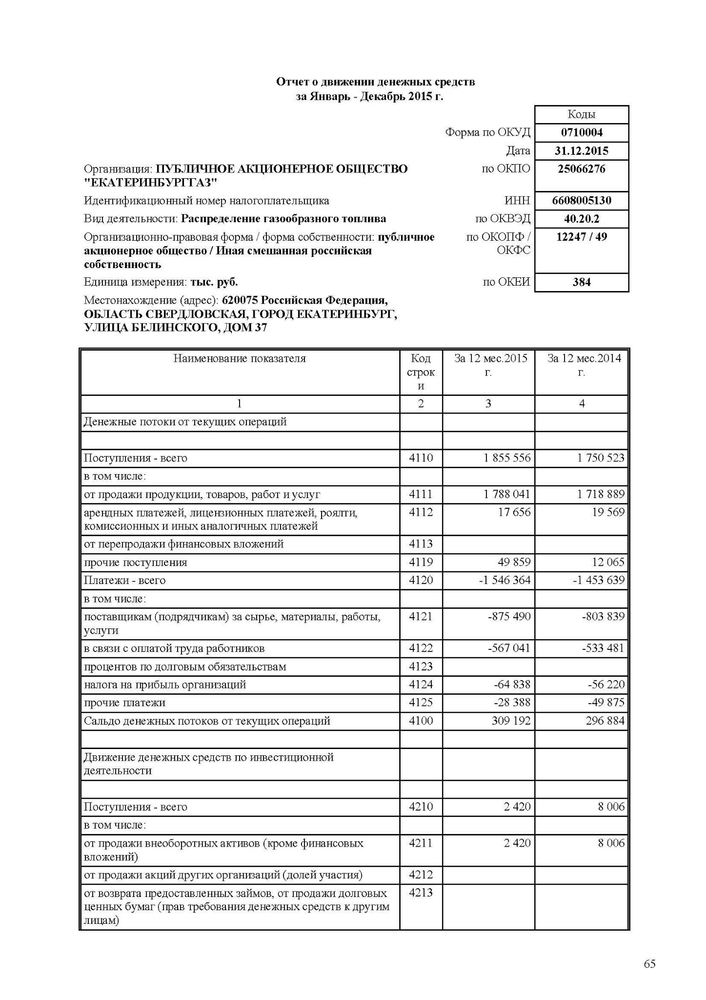 Отчет о движении денежных средств
за Январь - Декабрь 2015 г.
Коды
Форма по ОКУД 0710004
Дата 31.12.2015
Организация: ПУБЛИЧНОЕ АКЦИОНЕРНОЕ ОБЩЕСТВО по ОКПО 25066276
"ЕКАТЕРИНБУРГГАЗ"
Идентификационный номер налогоплательщика ИНН 6608005130
Вид деятельности: Распределение газообразного топлива по ОКВЭД 40.20.2
Организационно-правовая форма / форма собственности: публичное по ОКОПФ / 12247 / 49
акционерное общество / Иная смешанная российская ОКФС
собственность
Единица измерения: тыс. руб. по ОКЕИ 384
Местонахождение (адрес): 620075 Российская Федерация,
ОБЛАСТЬ СВЕРДЛОВСКАЯ, ГОРОД ЕКАТЕРИНБУРГ,
УЛИЦА БЕЛИНСКОГО, ДОМ 37
Наименование показателя Код За 12 мес.2015 За 12 мес.2014
строк г. г.
и
1 2 3 4
Денежные потоки от текущих операций
Поступления - всего 4110 1 855 556 1 750 523
в том числе:
от продажи продукции, товаров, работ и услуг 4111 1 788 041 1 718 889
арендных платежей, лицензионных платежей, роялти, 4112 17 656 19 569
комиссионных и иных аналогичных платежей
от перепродажи финансовых вложений 4113
прочие поступления 4119 49 859 12 065
Платежи - всего 4120 -1 546 364 -1 453 639
в том числе:
поставщикам (подрядчикам) за сырье, материалы, работы, 4121 -875 490 -803 839
услуги
в связи с оплатой труда работников 4122 -567 041 -533 481
процентов по долговым обязательствам 4123
налога на прибыль организаций 4124 -64 838 -56 220
прочие платежи 4125 -28 388 -49 875
Сальдо денежных потоков от текущих операций 4100 309 192 296 884
Движение денежных средств по инвестиционной
деятельности
Поступления - всего 4210 2 420 8 006
в том числе:
от продажи внеоборотных активов (кроме финансовых 4211 2 420 8 006
вложений)
от продажи акций других организаций (долей участия) 4212
от возврата предоставленных займов, от продажи долговых 4213
ценных бумаг (прав требования денежных средств к другим
лицам)
65